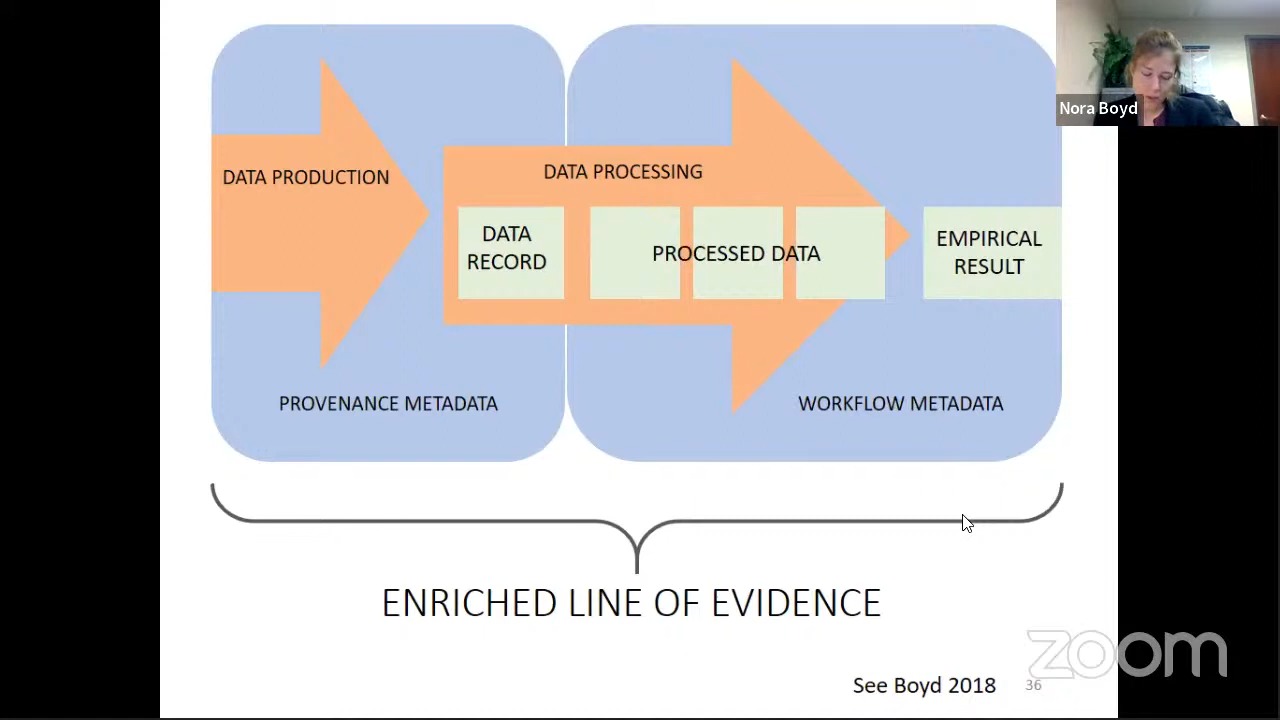 Nora Boyd
DATA PRODUCTION
DATA PROCESSING
DATA
RECORD
PROCESSED DATA
EMPIRICAL
RESULT
PROVENANCE METADATA
WORKFLOW METADATA
ENRICHED LINE OF EVIDENCE
See Boyd 2018
36
zoom